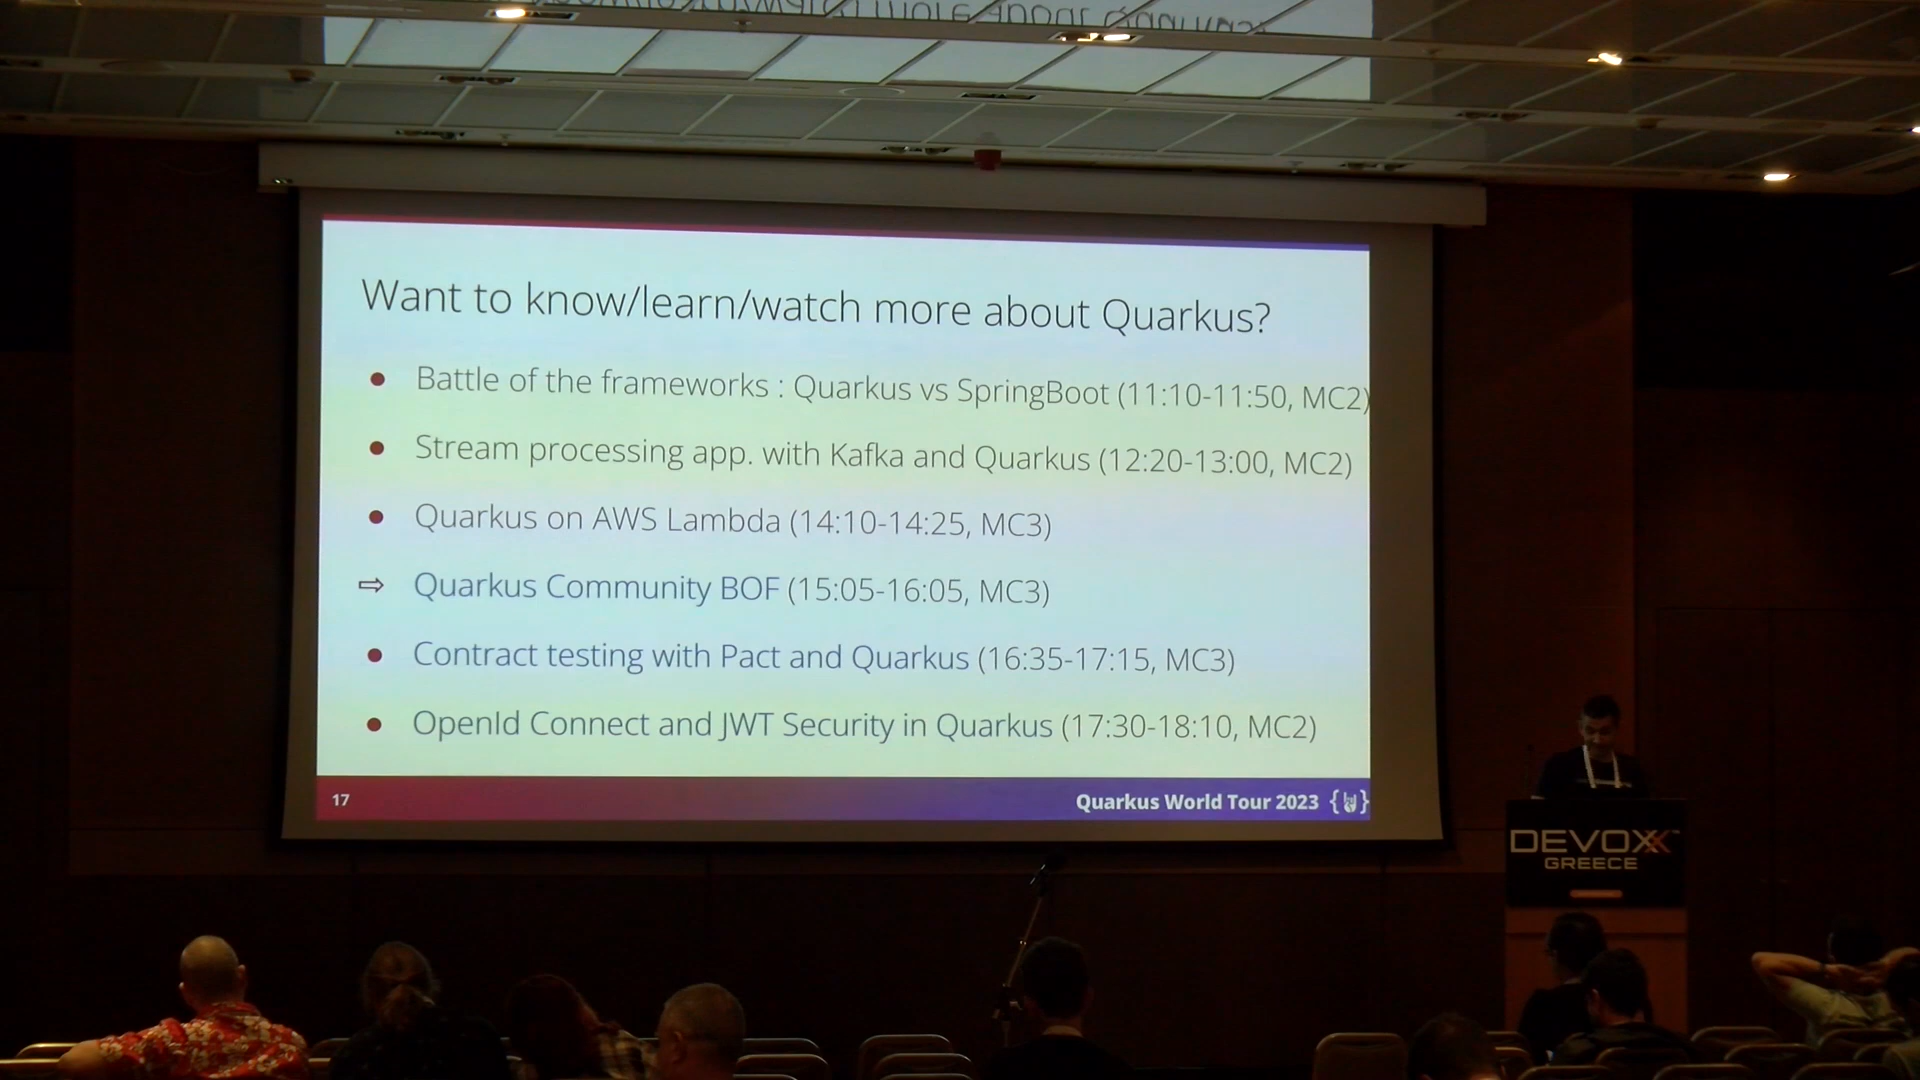 Want to know/learn/watch more about Quarkus?
● Battle of the frameworks : Quarkus vs SpringBoot (11:10-11:50, MC2)
● Stream processing app. with Kafka and Quarkus (12:20-13:00, MC2)
● Quarkus on AWS Lambda (14:10-14:25, MC3)
⇨ Quarkus Community BOF (15:05-16:05, MC3)
● Contract testing with Pact and Quarkus (16:35-17:15, MC3)
● OpenId Connect and JWT Security in Quarkus (17:30-18:10, MC2)
17
Quarkus World Tour 2023
DEVOXX
GREECE